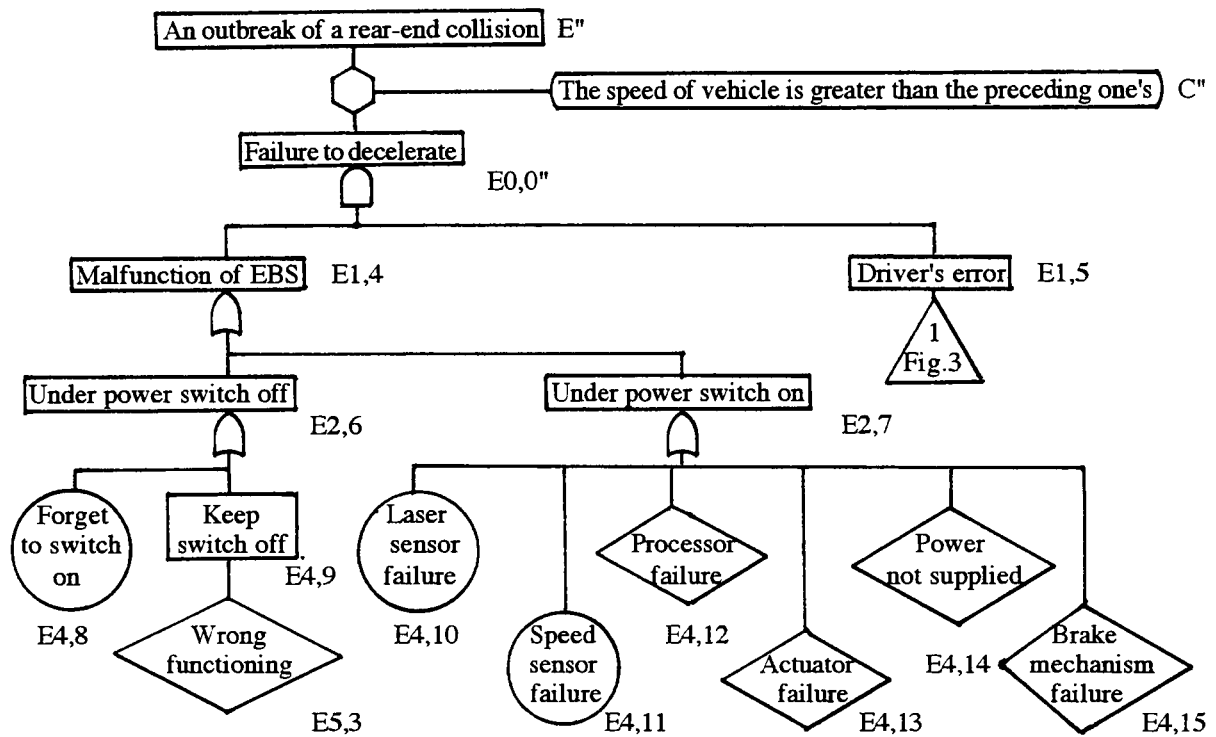 An outbreak of a rear-end collision
E"
The speed of vehicle is greater than the preceding one's
C"
Failure to decelerate
E0,0"
Malfunction of EBS
E1,4
Driver's error
E1,5
1
Fig.3
Under power switch off
E2,6
Under power switch on
E2,7
Forget
to switch
on
E4,8
Keep
switch off
E4,9
Wrong
functioning
E5,3
Laser
sensor
failure
E4,10
Speed
sensor
failure
E4,11
Processor
failure
E4,12
Actuator
failure
E4,13
Power
not supplied
E4,14
Brake
mechanism
failure
E4,15